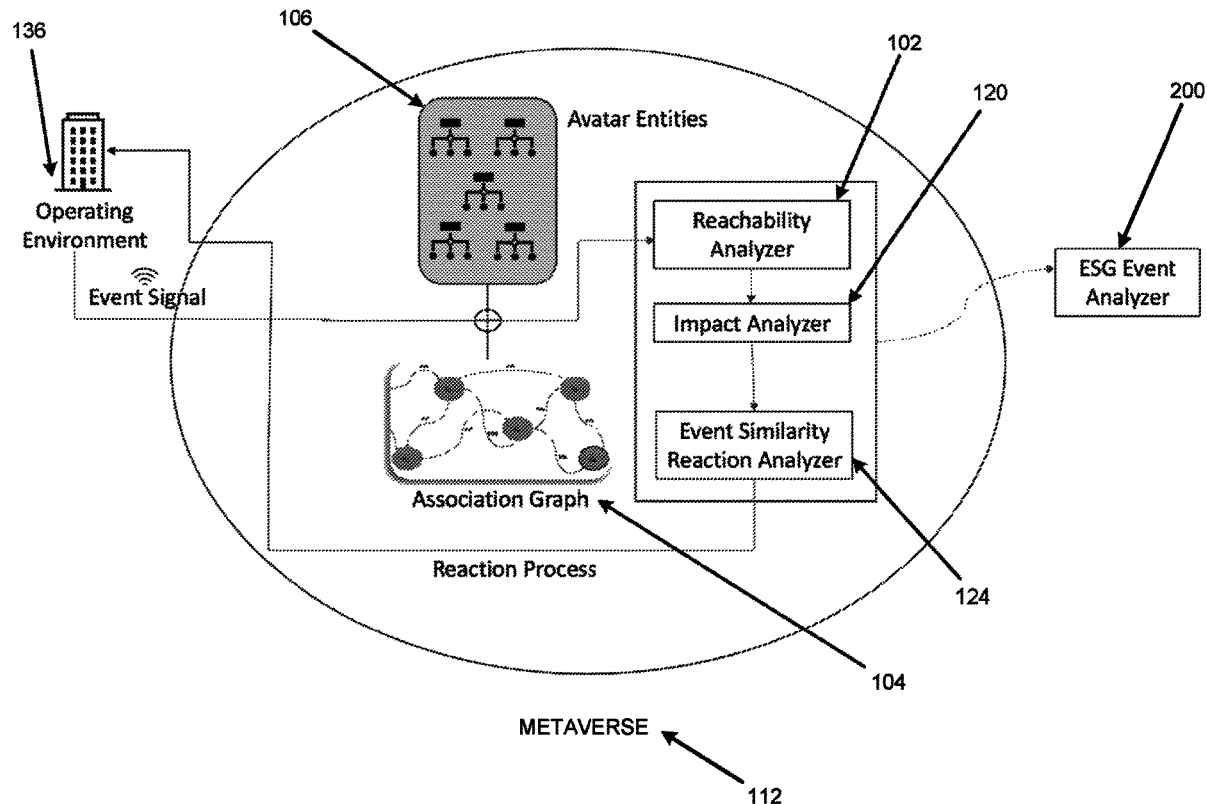 106
136
102
120
200
Avatar Entities
Operating
Environment
Reachability
Analyzer
ESG Event
Analyzer
Event Signal
Impact Analyzer
Event Similarity
Reaction Analyzer
Association Graph
Reaction Process
124
104
METAVERSE
112